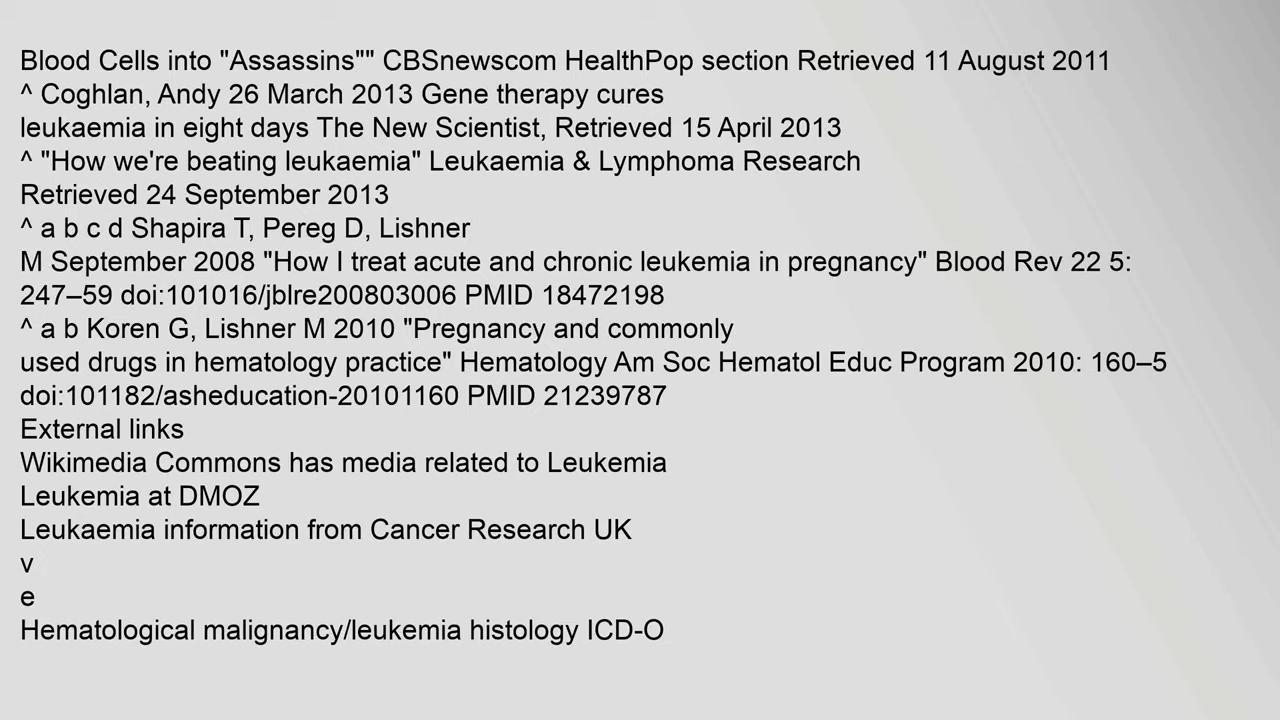 Blood Cells into "Assassins"" CBSnewscom HealthPop section Retrieved 11 August 2011
^ Coghlan, Andy 26 March 2013 Gene therapy cures
leukaemia in eight days The New Scientist, Retrieved 15 April 2013
^ "How we're beating leukaemia" Leukaemia & Lymphoma Research
Retrieved 24 September 2013
^ a b c d Shapira T, Pereg D, Lishner
M September 2008 "How I treat acute and chronic leukemia in pregnancy" Blood Rev 22 5:
247–59 doi:101016/jblre200803006 PMID 18472198
^ a b Koren G, Lishner M 2010 "Pregnancy and commonly
used drugs in hematology practice" Hematology Am Soc Hematol Educ Program 2010: 160–5
doi:101182/asheducation-20101160 PMID 21239787
External links
Wikimedia Commons has media related to Leukemia
Leukemia at DMOZ
Leukaemia information from Cancer Research UK
v
e
Hematological malignancy/leukemia histology ICD-O